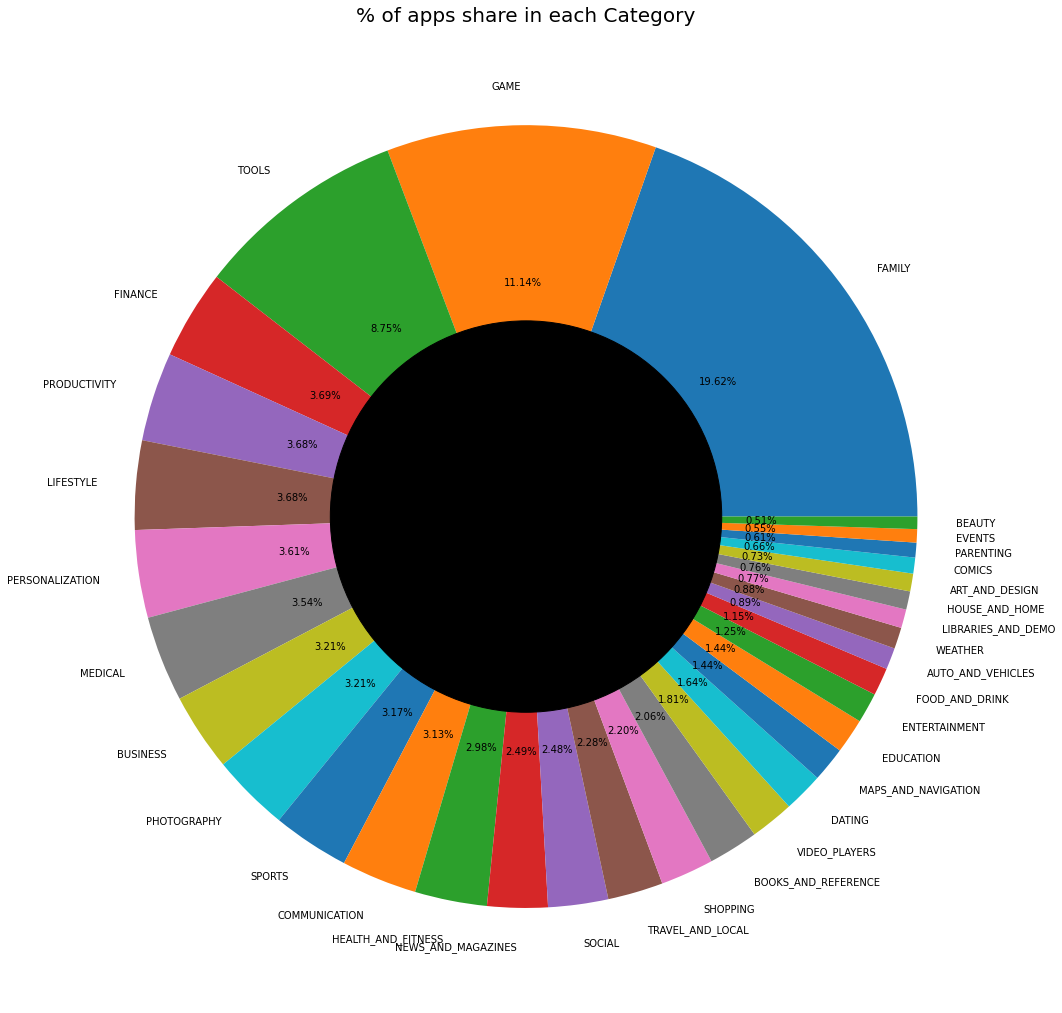 % of apps share in each Category
GAME
TOOLS
FAMILY
FINANCE
PRODUCTIVITY
LIFESTYLE
PERSONALIZATION
MEDICAL
BUSINESS
PHOTOGRAPHY
SPORTS
COMMUNICATION
HEALTH_AND_FITNESS
NEWS_AND_MAGAZINES
SOCIAL
TRAVEL_AND_LOCAL
SHOPPING
BOOKS_AND_REFERENCE
VIDEO_PLAYERS
DATING
MAPS_AND_NAVIGATION
EDUCATION
ENTERTAINMENT
FOOD_AND_DRINK
AUTO_AND_VEHICLES
WEATHER
LIBRARIES_AND_DEMO
HOUSE_AND_HOME
ART_AND_DESIGN
COMICS
PARENTING
EVENTS
BEAUTY
19.62%
11.14%
8.75%
3.69%
3.68%
3.68%
3.61%
3.54%
3.21%
3.21%
3.17%
3.13%
2.98%
2.49%
2.48%
2.28%
2.20%
2.06%
1.81%
1.64%
1.44%
1.44%
1.25%
1.15%
0.89%
0.88%
0.77%
0.76%
0.73%
0.66%
0.61%
0.55%
0.51%